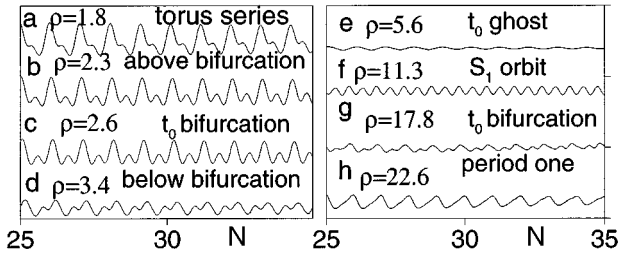 a ρ=1.8 torus series
b ρ=2.3 above bifurcation
c ρ=2.6 t₀ bifurcation
d ρ=3.4 below bifurcation
25 30 N
e ρ=5.6 t₀ ghost
f ρ=11.3 S₁ orbit
g ρ=17.8 t₀ bifurcation
h ρ=22.6 period one
25 30 N 35